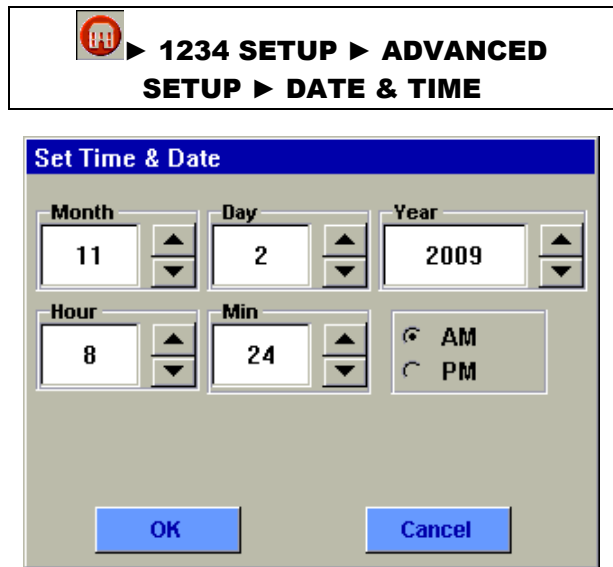 ► 1234 SETUP ► ADVANCED
SETUP ► DATE & TIME
Set Time & Date
Month Day Year
11 2 2009
Hour Min
8 24
AM
PM
OK Cancel